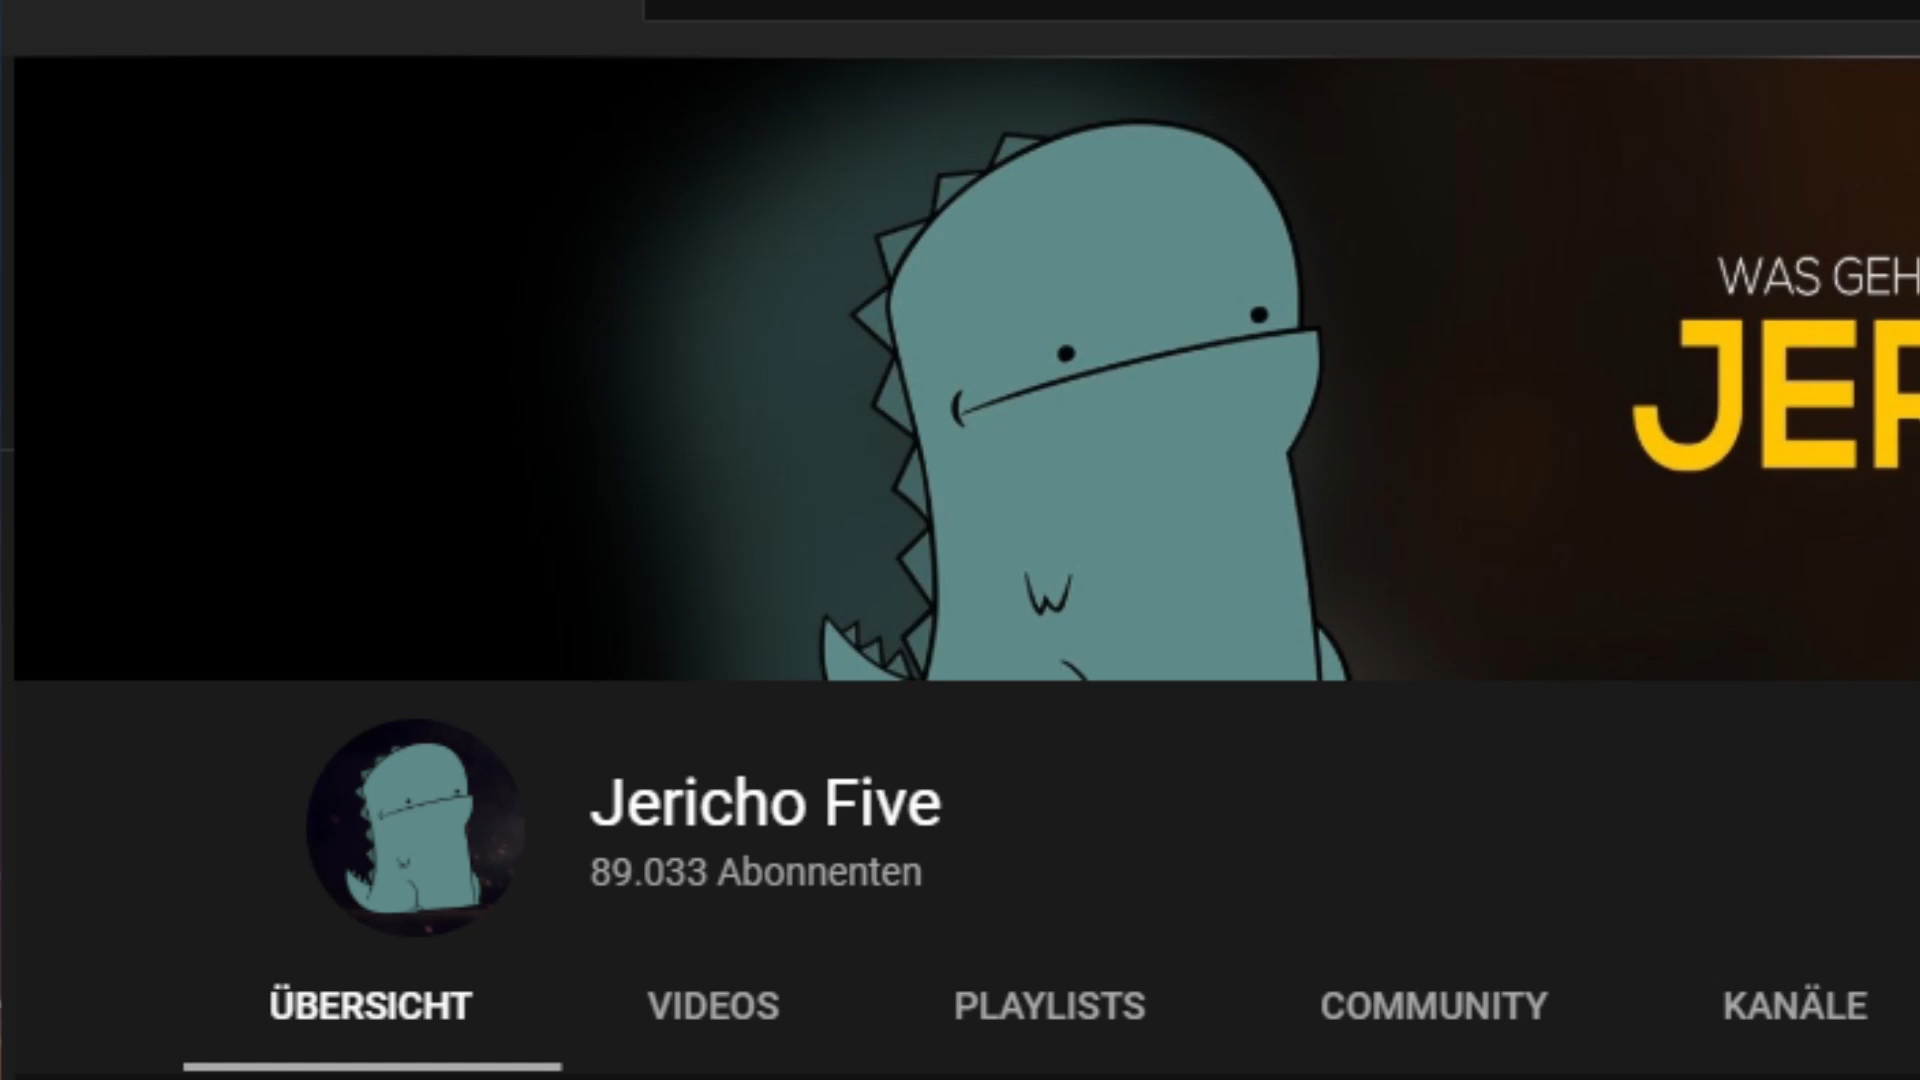 WAS GEH
JER
Jericho Five
89.033 Abonnenten
ÜBERSICHT VIDEOS PLAYLISTS COMMUNITY KANÄLE